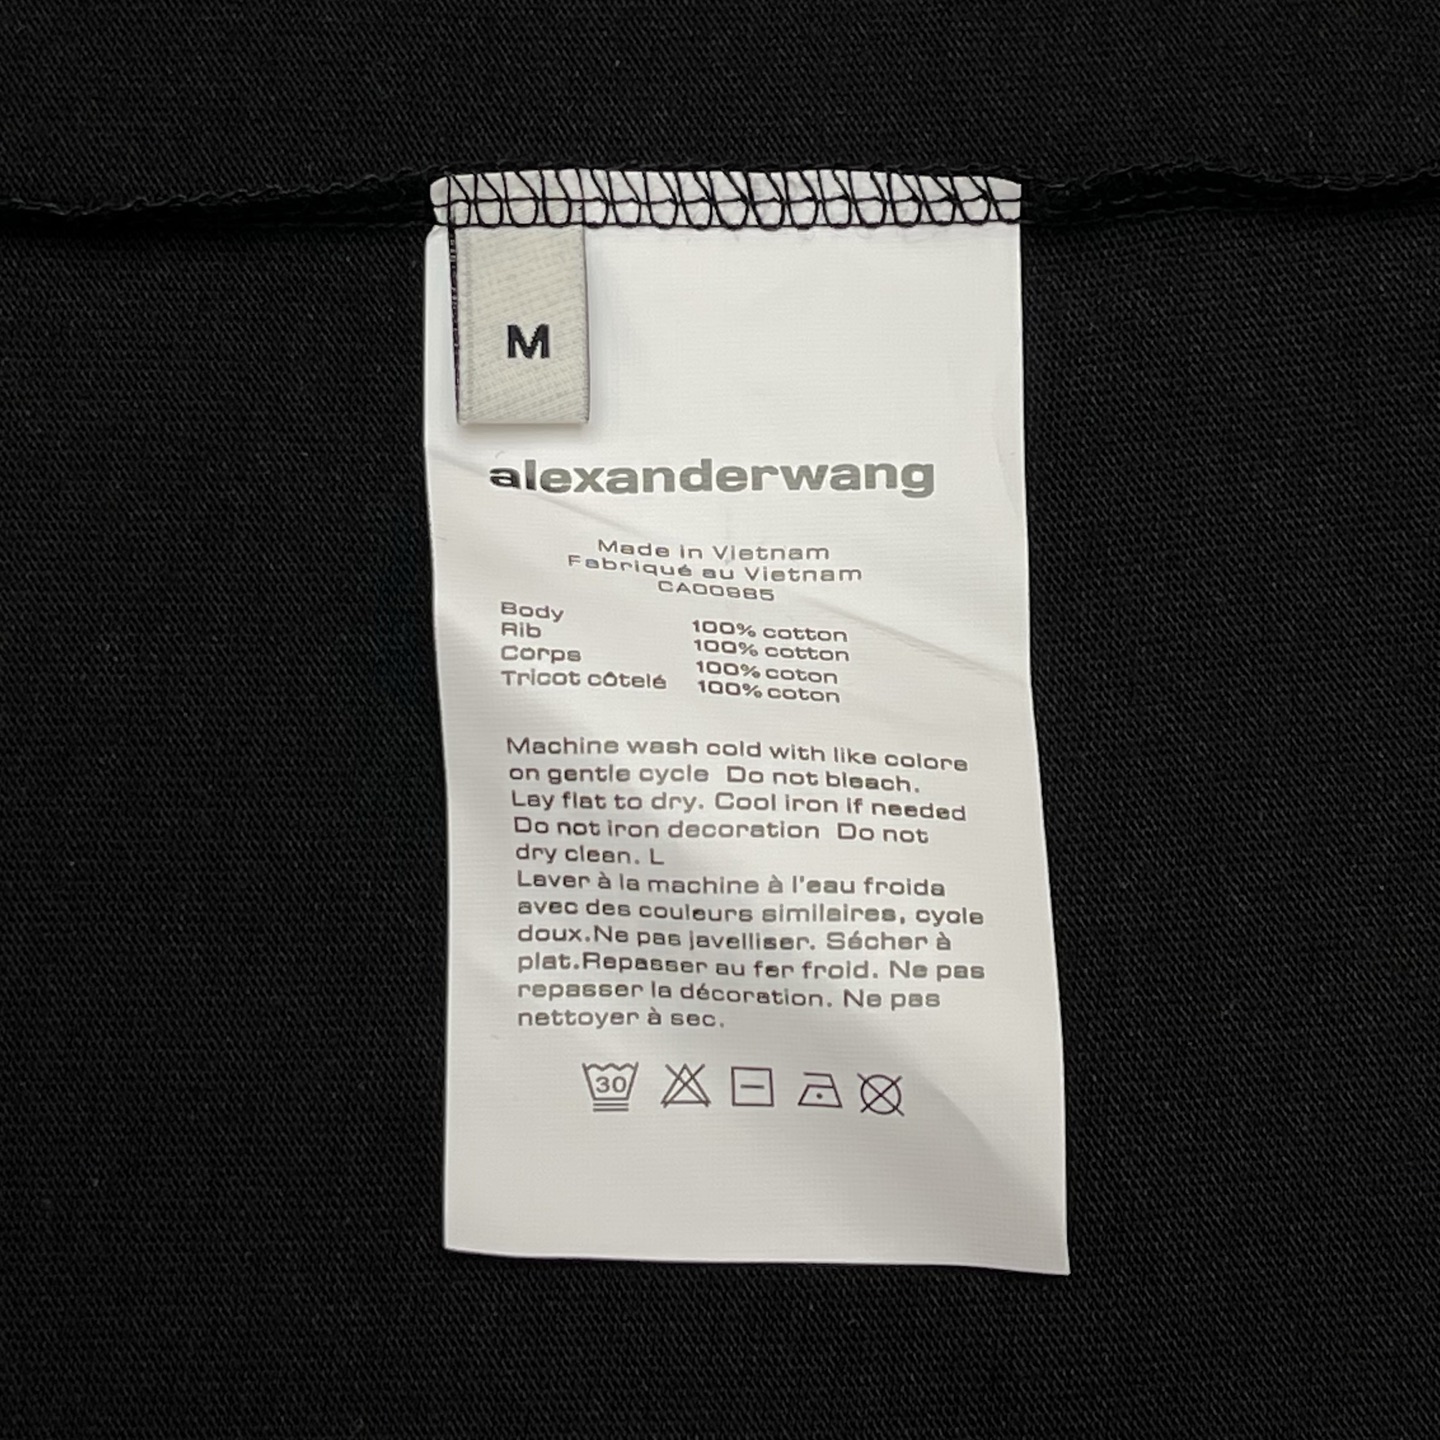 M
alexanderwang
Made in Vietnam
Fabriqué au Vietnam
CA00985
Body 100% cotton
Rib 100% cotton
Corps 100% coton
Tricot côtelé 100% coton
Machine wash cold with like colore
on gentle cycle Do not bleach.
Lay flat to dry. Cool iron if needed
Do not iron decoration Do not
dry clean. L
Laver à la machine à l'eau froida
avec des couleurs similaires, cycle
doux.Ne pas javelliser. Sécher à
plat.Repasser au fer froid. Ne pas
repasser la décoration. Ne pas
nettoyer à sec.
30